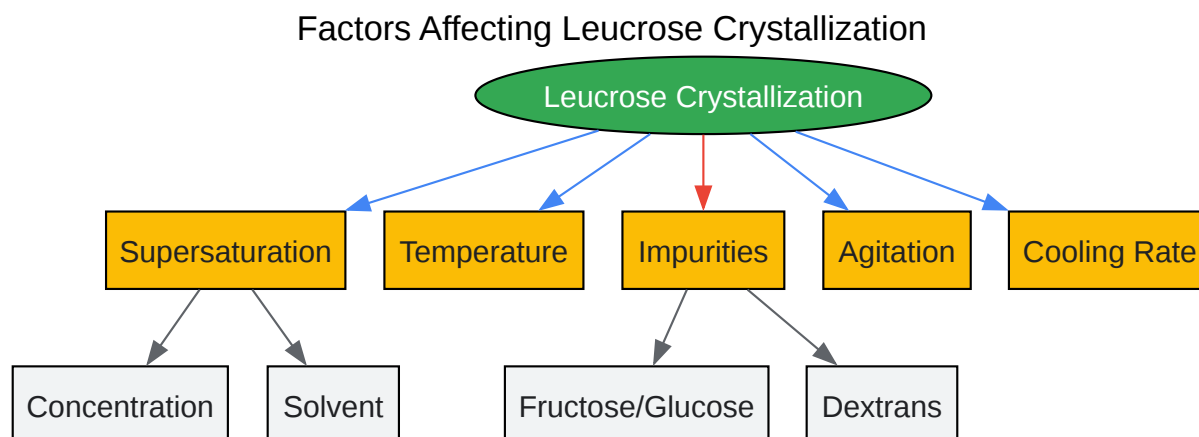 Factors Affecting Leucrose Crystallization
Leucrose Crystallization
Supersaturation
Temperature
Impurities
Agitation
Cooling Rate
Concentration
Solvent
Fructose/Glucose
Dextrans